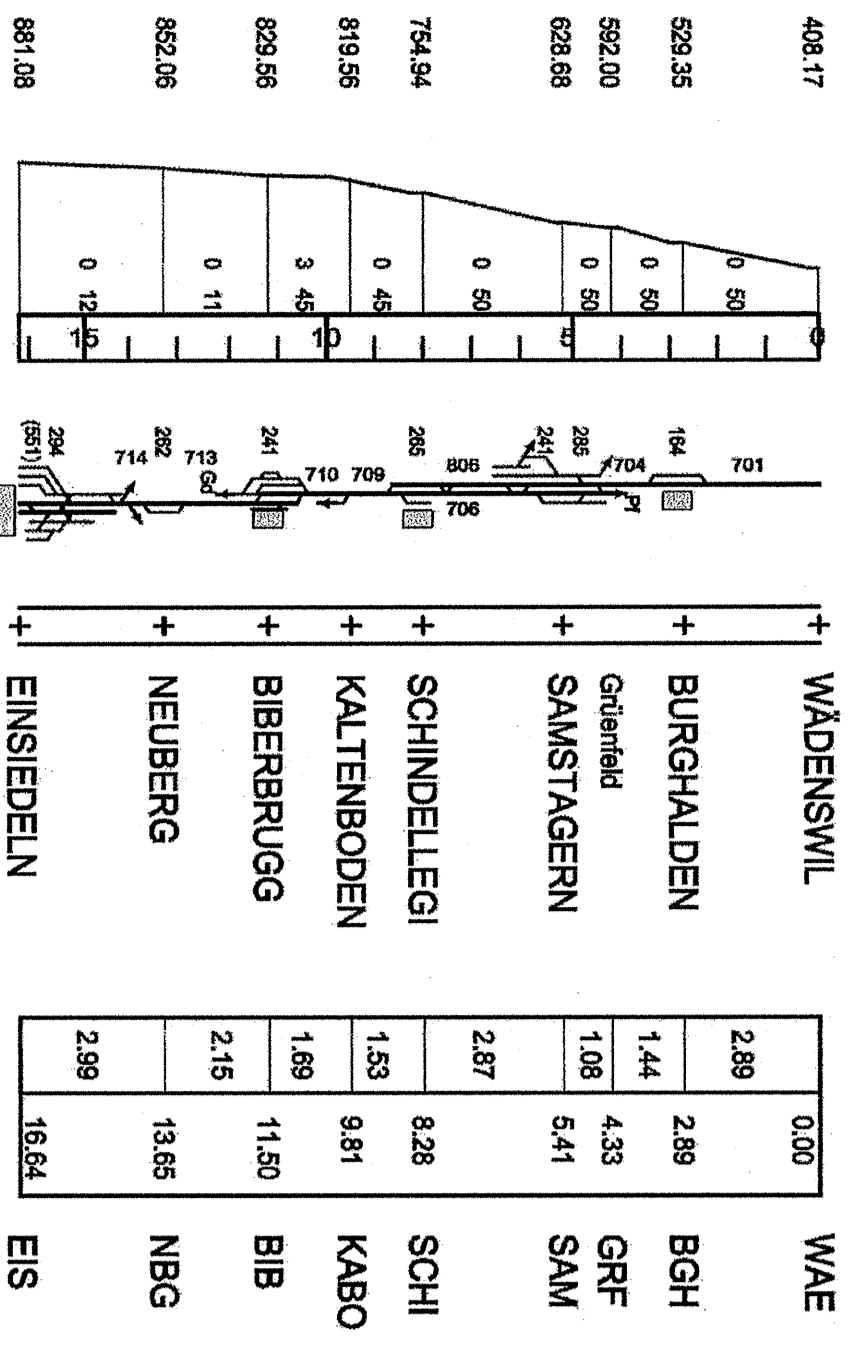 408.17
529.35
592.00
628.68
754.94
819.56
829.56
852.06
881.08
0 50
0 50
0 50
0 50
0 45
3 45
0 11
0 12
0
5
10
15
701
164
704
285
241
Pf
806
706
265
709
710
241
Gd
713
262
714
294
(551)
WÄDENSWIL
BURGHALDEN
Grüenfeld
SAMSTAGERN
SCHINDELLEGI
KALTENBODEN
BIBERBRUGG
NEUBERG
EINSIEDELN
2.89
1.44
1.08
2.87
1.53
1.69
2.15
2.99
0.00
2.89
4.33
5.41
8.28
9.81
11.50
13.65
16.64
WAE
BGH
GRF
SAM
SCHI
KABO
BIB
NBG
EIS